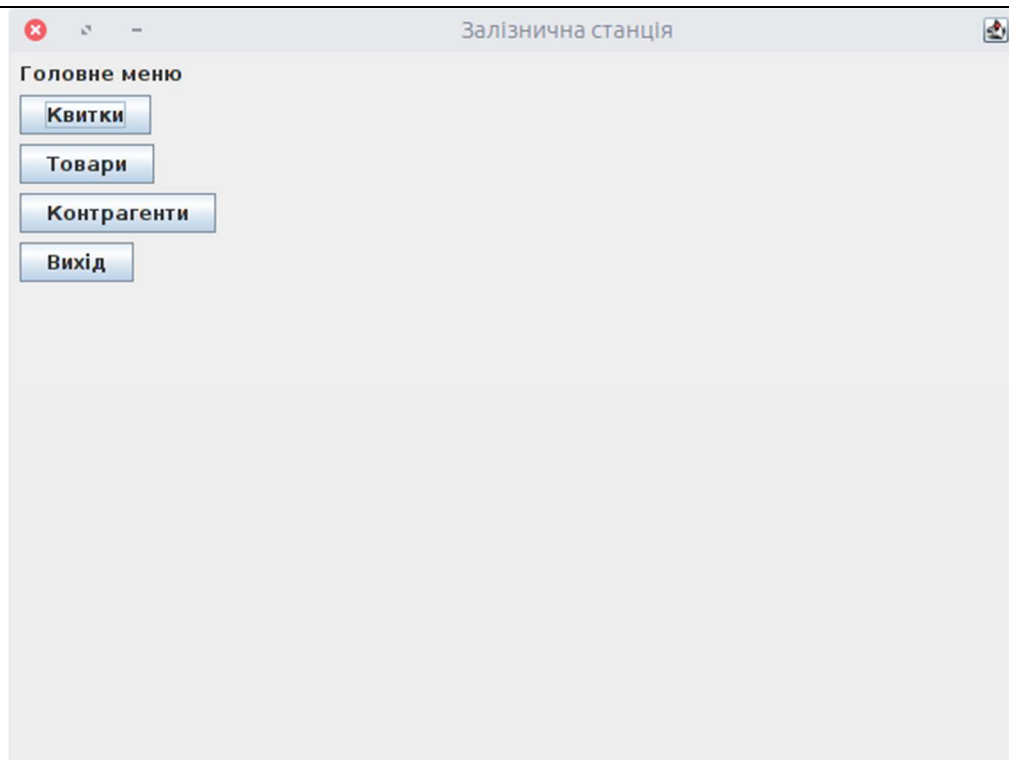 Залізнична станція
Головне меню
Квитки
Товари
Контрагенти
Вихід